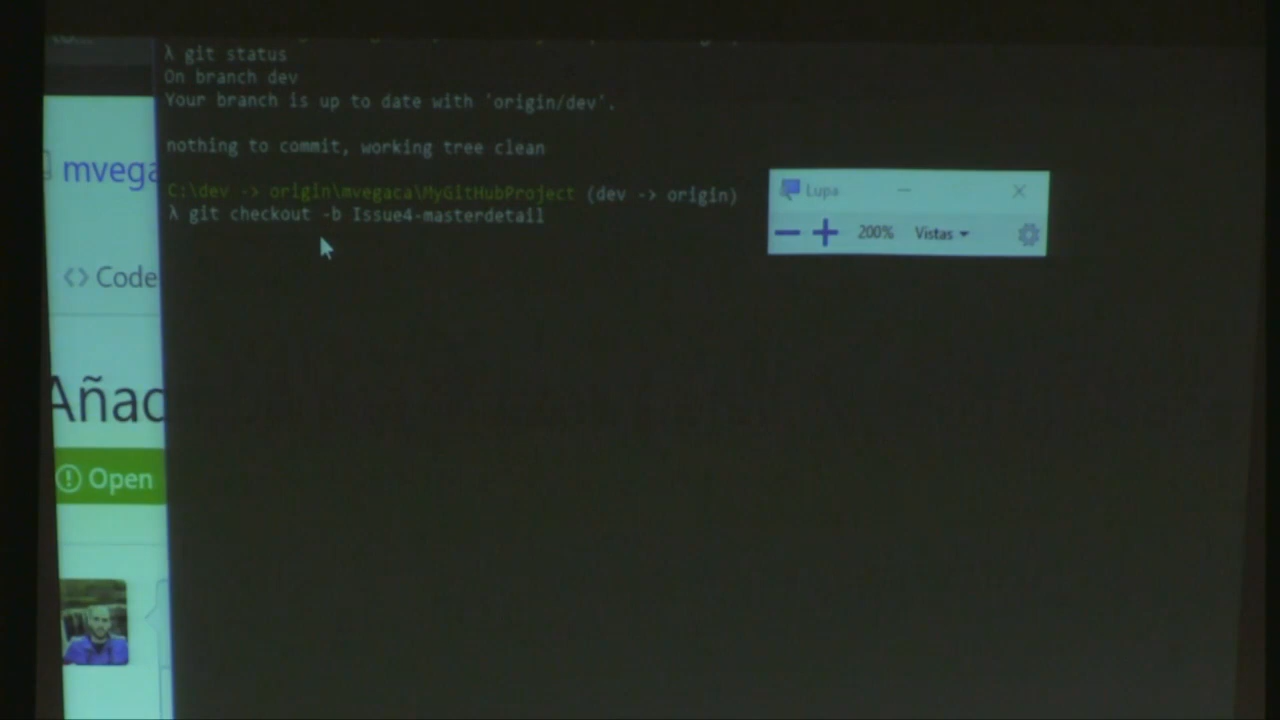 λ git status
On branch dev
Your branch is up to date with 'origin/dev'.
nothing to commit, working tree clean
C:\dev -> origin\mvegaca\MyGitHubProject (dev -> origin)
λ git checkout -b Issue4-masterdetail
Lupa
200% Vistas
mvega
<> Code
Añad
Open